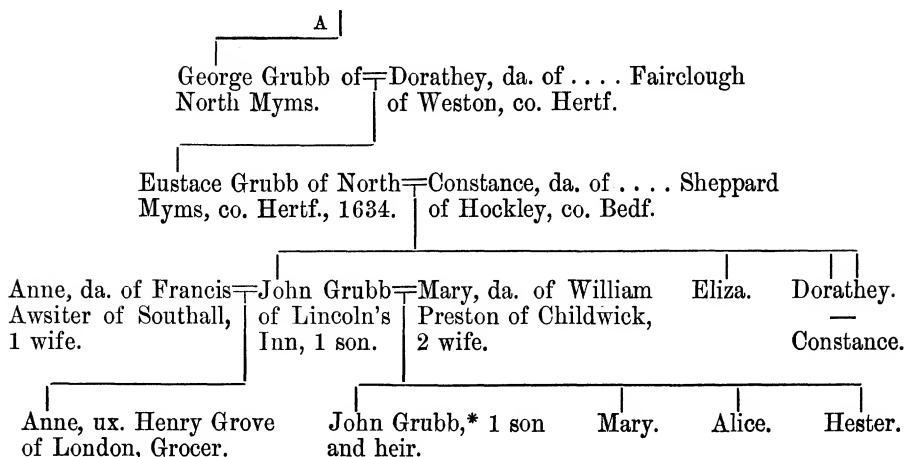 A
George Grubb of Dorathey, da. of . . . . Fairclough
North Myms. of Weston, co. Hertf.
Eustace Grubb of North Constance, da. of . . . . Sheppard
Myms, co. Hertf., 1634. of Hockley, co. Bedf.
Anne, da. of Francis John Grubb Mary, da. of William Eliza. Dorathey.
Awsiter of Southall, of Lincoln's Preston of Childwick, —
1 wife. Inn, 1 son. 2 wife. Constance.
Anne, ux. Henry Grove John Grubb,* 1 son Mary. Alice. Hester.
of London, Grocer. and heir.